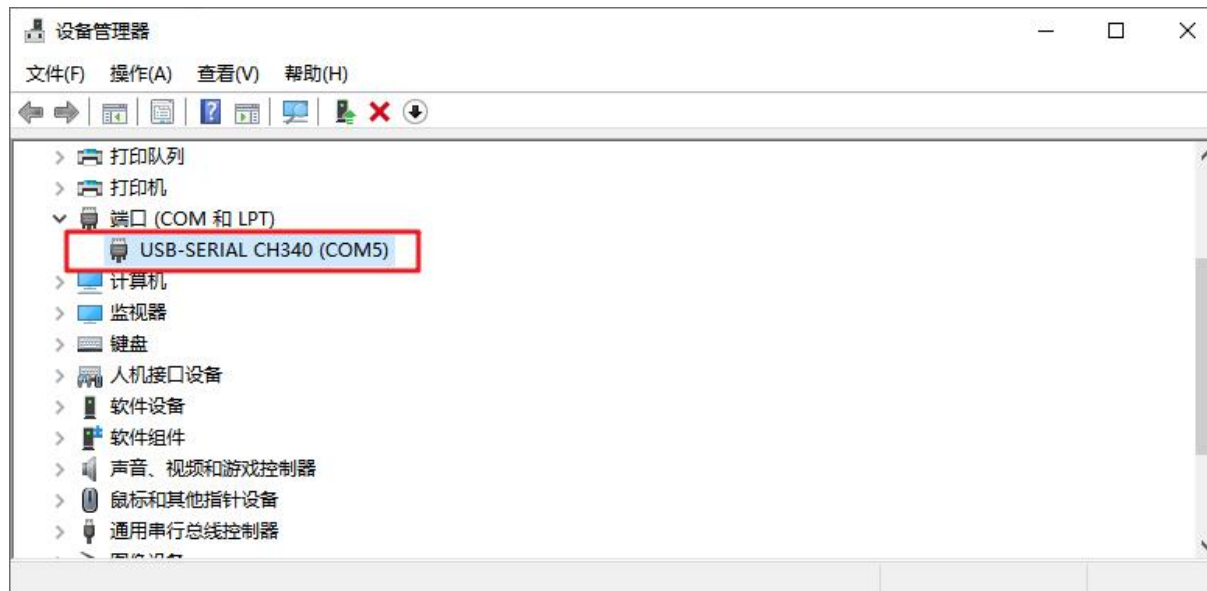 设备管理器
文件(F) 操作(A) 查看(V) 帮助(H)
打印队列
打印机
端口 (COM 和 LPT)
USB-SERIAL CH340 (COM5)
计算机
监视器
键盘
人机接口设备
软件设备
软件组件
声音、视频和游戏控制器
鼠标和其他指针设备
通用串行总线控制器